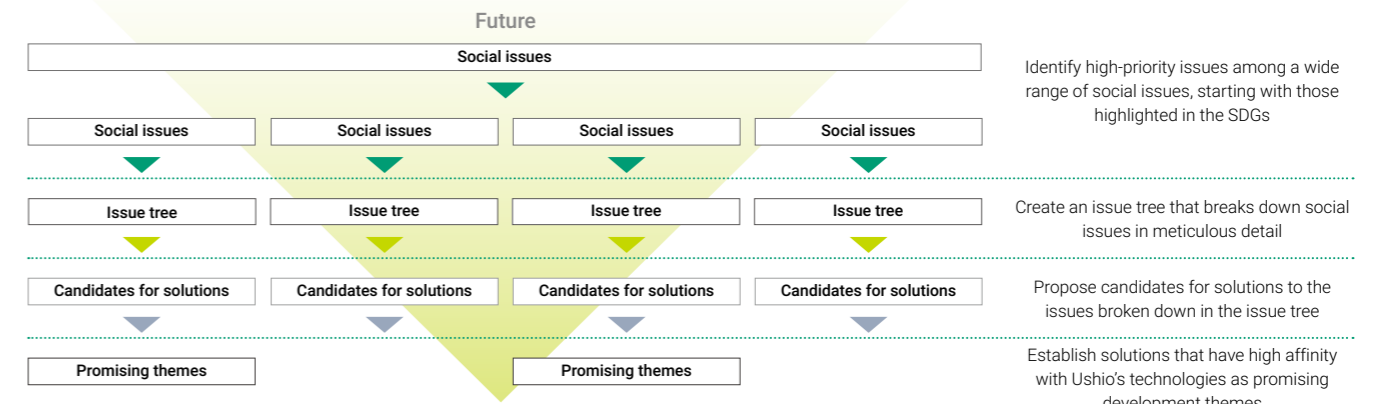 Future
Social issues
Identify high-priority issues among a wide
range of social issues, starting with those
highlighted in the SDGs
Social issues
Social issues
Social issues
Social issues
Issue tree
Issue tree
Issue tree
Issue tree
Create an issue tree that breaks down social
issues in meticulous detail
Candidates for solutions
Candidates for solutions
Candidates for solutions
Candidates for solutions
Propose candidates for solutions to the
issues broken down in the issue tree
Promising themes
Promising themes
Establish solutions that have high affinity
with Ushio’s technologies as promising
development themes